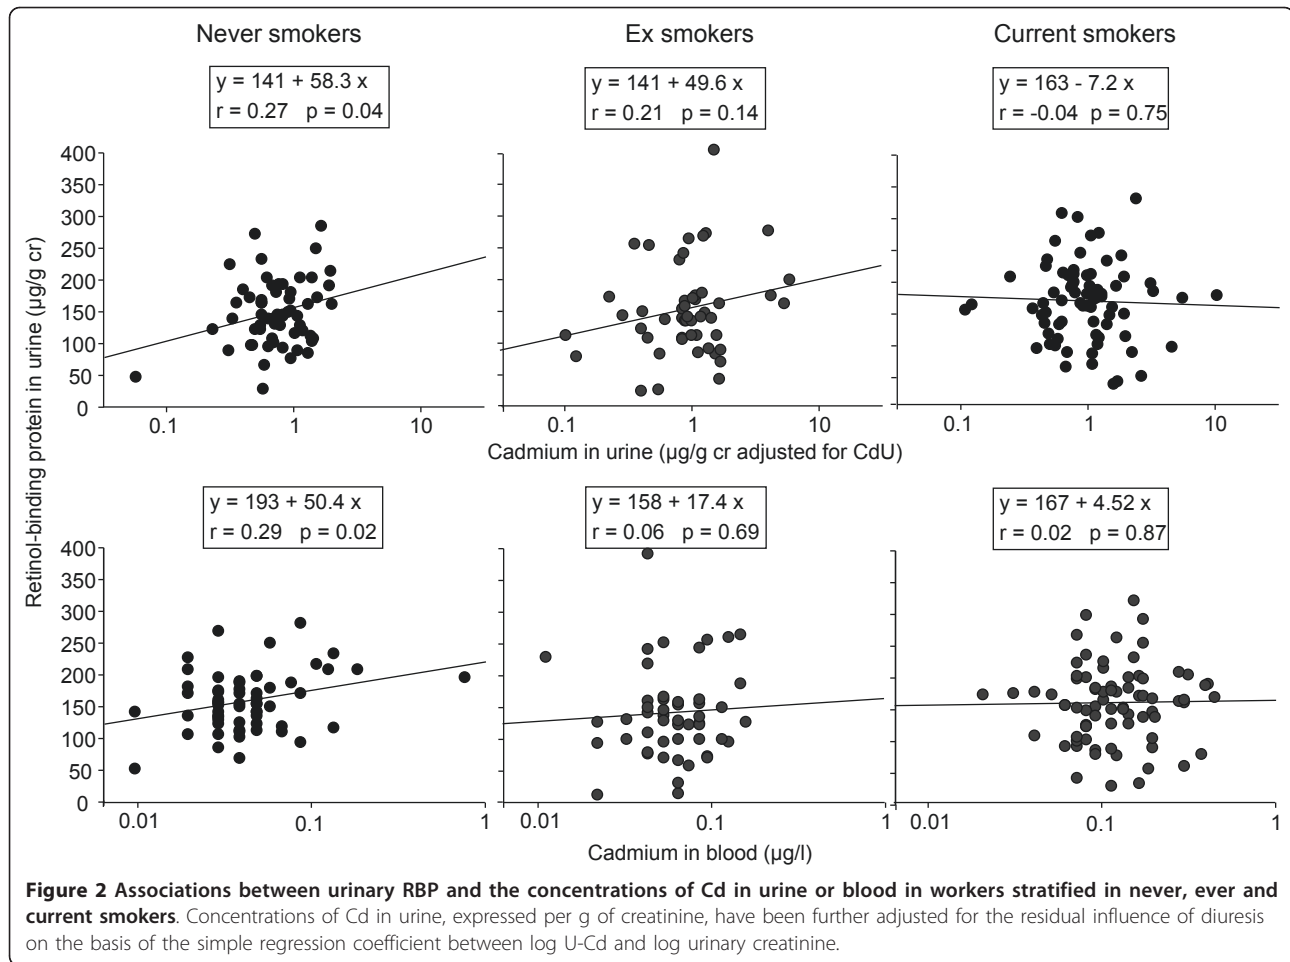 Never smokers
Ex smokers
Current smokers
y = 141 + 58.3 x
r = 0.27 p = 0.04
y = 141 + 49.6 x
r = 0.21 p = 0.14
y = 163 - 7.2 x
r = -0.04 p = 0.75
Retinol-binding protein in urine (µg/g cr)
400
350
300
250
200
150
100
50
0
0.1 1 10
0.1 1 10
0.1 1 10
Cadmium in urine (µg/g cr adjusted for CdU)
y = 193 + 50.4 x
r = 0.29 p = 0.02
y = 158 + 17.4 x
r = 0.06 p = 0.69
y = 167 + 4.52 x
r = 0.02 p = 0.87
400
350
300
250
200
150
100
50
0
0.01 0.1 1
0.01 0.1 1
0.01 0.1 1
Cadmium in blood (µg/l)
Figure 2 Associations between urinary RBP and the concentrations of Cd in urine or blood in workers stratified in never, ever and
current smokers. Concentrations of Cd in urine, expressed per g of creatinine, have been further adjusted for the residual influence of diuresis
on the basis of the simple regression coefficient between log U-Cd and log urinary creatinine.